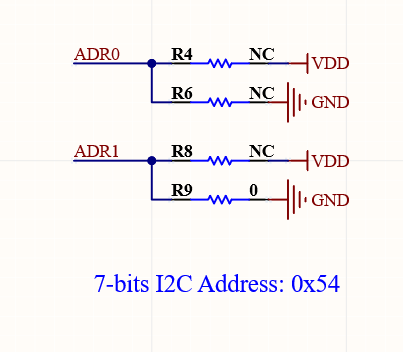 ADR0 R4 NC VDD
R6 NC GND
ADR1 R8 NC VDD
R9 0 GND
7-bits I2C Address: 0x54